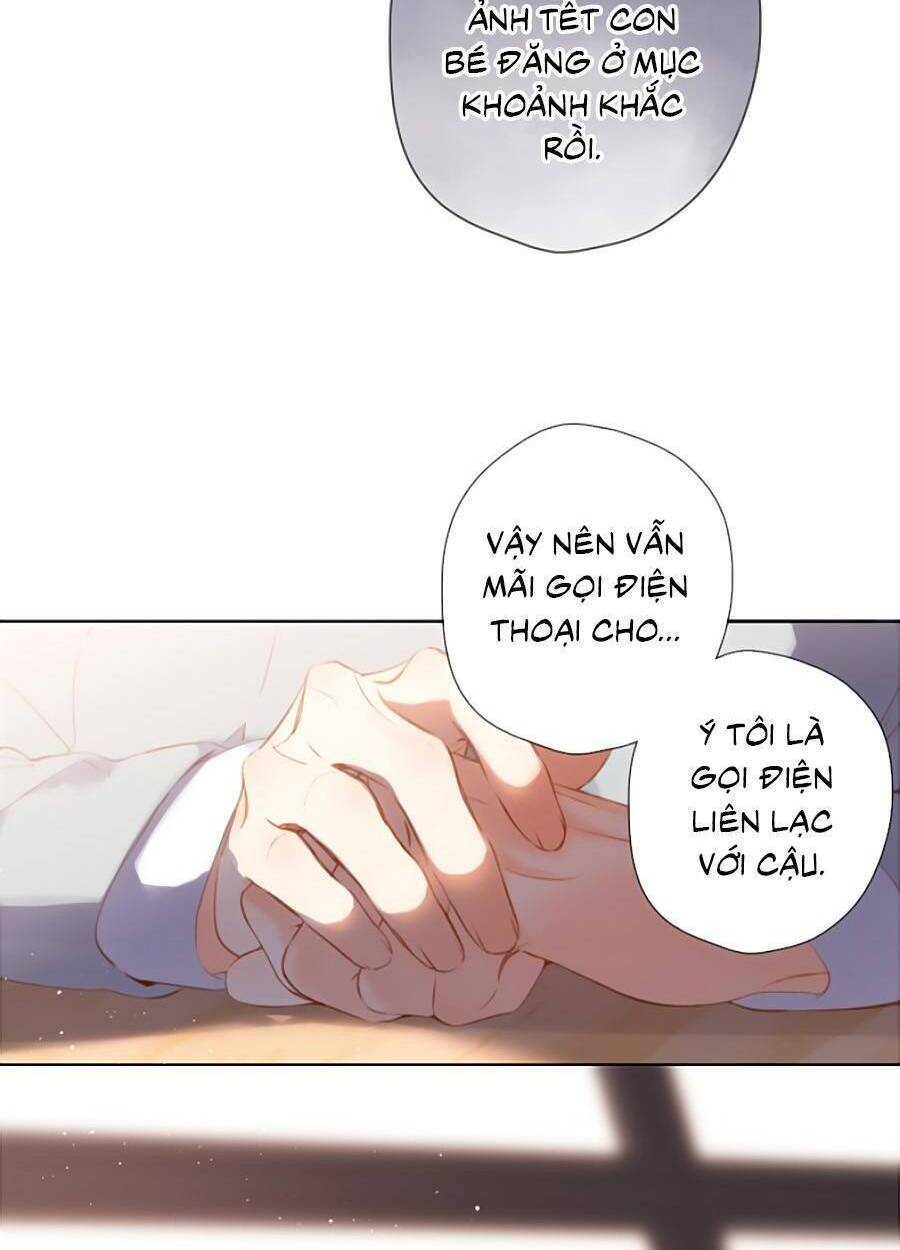 ẢNH TẾT CON
BÉ ĐĂNG Ở MỤC
KHOẢNH KHẮC
RỒI.
VẬY NÊN VẪN
MÃI GỌI ĐIỆN
THOẠI CHO...
Ý TÔI LÀ
GỌI ĐIỆN
LIÊN LẠC
VỚI CẬU.